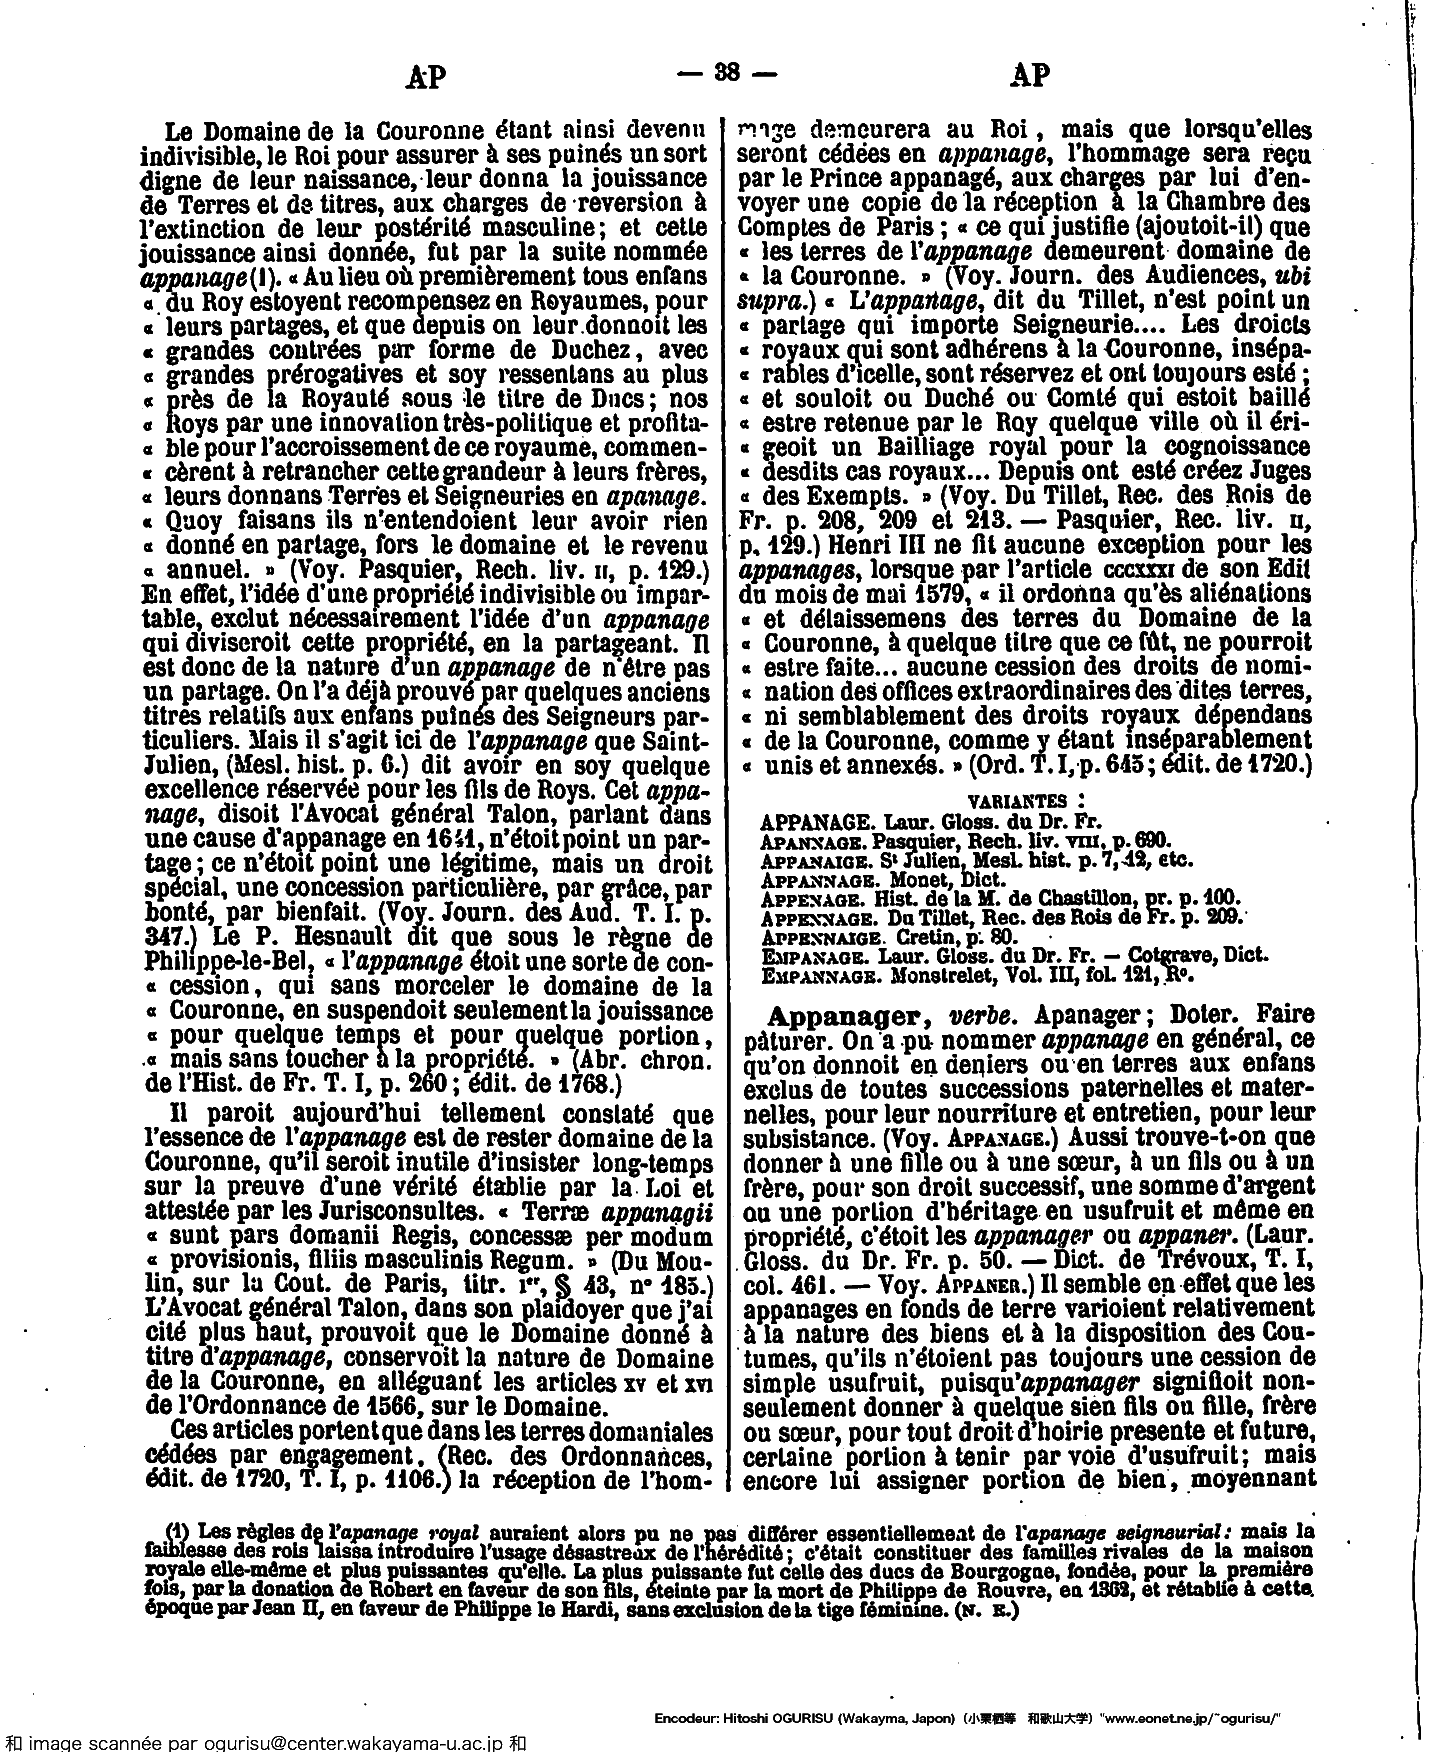 AP
— 38 —
AP
Le Domaine de la Couronne étant ainsi devenu
indivisible, le Roi pour assurer à ses puinés un sort
digne de leur naissance, leur donna la jouissance
de Terres et de titres, aux charges de reversion à
l'extinction de leur postérité masculine; et cette
jouissance ainsi donnée, fut par la suite nommée
appanage (1). « Au lieu où premièrement tous enfans
« du Roy estoyent recompensez en Royaumes, pour
« leurs partages, et que depuis on leur donnoit les
« grandes contrées par forme de Duchez, avec
« grandes prérogatives et soy ressentans au plus
« près de la Royauté sous le titre de Ducs; nos
« Roys par une innovation très-politique et profita-
« ble pour l'accroissement de ce royaume, commen-
« cèrent à retrancher cette grandeur à leurs frères,
« leurs donnans Terres et Seigneuries en apanage.
« Quoy faisans ils n'entendoient leur avoir rien
« donné en partage, fors le domaine et le revenu
« annuel. » (Voy. Pasquier, Rech. liv. II, p. 129.)
En effet, l'idée d'une propriété indivisible ou impar-
table, exclut nécessairement l'idée d'un appanage
qui diviseroit cette propriété, en la partageant. Il
est donc de la nature d'un appanage de n'être pas
un partage. On l'a déjà prouvé par quelques anciens
titres relatifs aux enfans puinés des Seigneurs par-
ticuliers. Mais il s'agit ici de l'appanage que Saint-
Julien, (Mesl. hist. p. 6.) dit avoir en soy quelque
excellence réservée pour les fils de Roys. Cet appa-
nage, disoit l'Avocat général Talon, parlant dans
une cause d'appanage en 1641, n'étoit point un par-
tage; ce n'étoit point une légitime, mais un droit
spécial, une concession particulière, par grâce, par
bonté, par bienfait. (Voy. Journ. des Aud. T. I. p.
347.) Le P. Hesnault dit que sous le règne de
Philippe-le-Bel, « l'appanage étoit une sorte de con-
« cession, qui sans morceler le domaine de la
« Couronne, en suspendoit seulement la jouissance
« pour quelque temps et pour quelque portion,
« mais sans toucher à la propriété. » (Abr. chron.
de l'Hist. de Fr. T. I, p. 260; édit. de 1768.)
Il paroit aujourd'hui tellement constaté que
l'essence de l'appanage est de rester domaine de la
Couronne, qu'il seroit inutile d'insister long-temps
sur la preuve d'une vérité établie par la Loi et
attestée par les Jurisconsultes. « Terræ appanagii
« sunt pars domanii Regis, concessæ per modum
« provisionis, filiis masculinis Regum. » (Du Mou-
lin, sur la Cout. de Paris, titr. Ier, § 43, n° 185.)
L'Avocat général Talon, dans son plaidoyer que j'ai
cité plus haut, prouvoit que le Domaine donné à
titre d'appanage, conservoit la nature de Domaine
de la Couronne, en alléguant les articles XV et XVI
de l'Ordonnance de 1566, sur le Domaine.
Ces articles portent que dans les terres domaniales
cédées par engagement. (Rec. des Ordonnances,
édit. de 1720, T. I, p. 1106.) la réception de l'hom-
mage demeurera au Roi, mais que lorsqu'elles
seront cédées en appanage, l'hommage sera reçu
par le Prince appanagé, aux charges par lui d'en-
voyer une copie de la réception à la Chambre des
Comptes de Paris; « ce qui justifie (ajoutoit-il) que
« les terres de l'appanage demeurent domaine de
« la Couronne. » (Voy. Journ. des Audiences, ubi
supra.) « L'appanage, dit du Tillet, n'est point un
« partage qui importe Seigneurie.... Les droicts
« royaux qui sont adhérens à la Couronne, insépa-
« rables d'icelle, sont réservez et ont toujours esté;
« et souloit ou Duché ou Comté qui estoit baillé
« estre retenue par le Roy quelque ville où il éri-
« geoit un Bailliage royal pour la cognoissance
« desdits cas royaux... Depuis ont esté créez Juges
« des Exempts. » (Voy. Du Tillet, Rec. des Rois de
Fr. p. 208, 209 et 213. — Pasquier, Rec. liv. II,
p. 129.) Henri III ne fit aucune exception pour les
appanages, lorsque par l'article CCCXXXI de son Edit
du mois de mai 1579, « il ordonna qu'ès aliénations
« et délaissemens des terres du Domaine de la
« Couronne, à quelque titre que ce fût, ne pourroit
« estre faite... aucune cession des droits de nomi-
« nation des offices extraordinaires des dites terres,
« ni semblablement des droits royaux dépendans
« de la Couronne, comme y étant inséparablement
« unis et annexés. » (Ord. T. I, p. 645; édit. de 1720.)
VARIANTES :
APPANAGE. Laur. Gloss. du Dr. Fr.
APANNAGE. Pasquier, Rech. liv. VIII, p. 690.
APPANAIGE. St Julien, Mesl. hist. p. 7, 12, etc.
APPANNAGE. Monet, Dict.
APPENAGE. Hist. de la M. de Chastillon, pr. p. 100.
APPENNAGE. Du Tillet, Rec. des Rois de Fr. p. 209.
APPENNAIGE. Cretin, p. 80.
EMPANAGE. Laur. Gloss. du Dr. Fr. — Cotgrave, Dict.
EMPANNAGE. Monstrelet, Vol. III, fol. 121, R°.
Appanager, verbe. Apanager; Doter. Faire
pâturer. On a pu nommer appanage en général, ce
qu'on donnoit en deniers ou en terres aux enfans
exclus de toutes successions paternelles et mater-
nelles, pour leur nourriture et entretien, pour leur
subsistance. (Voy. APPANAGE.) Aussi trouve-t-on que
donner à une fille ou à une sœur, à un fils ou à un
frère, pour son droit successif, une somme d'argent
ou une portion d'héritage en usufruit et même en
propriété, c'étoit les appanager ou appaner. (Laur.
Gloss. du Dr. Fr. p. 50. — Dict. de Trévoux, T. I,
col. 461. — Voy. APPANER.) Il semble en effet que les
appanages en fonds de terre varioient relativement
à la nature des biens et à la disposition des Cou-
tumes, qu'ils n'étoient pas toujours une cession de
simple usufruit, puisqu'appanager signifioit non-
seulement donner à quelque sien fils ou fille, frère
ou sœur, pour tout droit d'hoirie presente et future,
certaine portion à tenir par voie d'usufruit; mais
encore lui assigner portion de bien, moyennant
(1) Les règles de l'apanage royal auraient alors pu ne pas différer essentiellement de l'apanage seigneurial: mais la
faiblesse des rois laissa introduire l'usage désastreux de l'hérédité; c'était constituer des familles rivales de la maison
royale elle-même et plus puissantes qu'elle. La plus puissante fut celle des ducs de Bourgogne, fondée, pour la première
fois, par la donation de Robert en faveur de son fils, éteinte par la mort de Philippe de Rouvre, en 1362, et rétablie à cette
époque par Jean II, en faveur de Philippe le Hardi, sans exclusion de la tige féminine. (N. E.)
Encodeur: Hitoshi OGURISU (Wakayma, Japon) (小栗栖等 和歌山大学) "www.eonet.ne.jp/~ogurisu/"
和 image scannée par ogurisu@center.wakayama-u.ac.jp 和